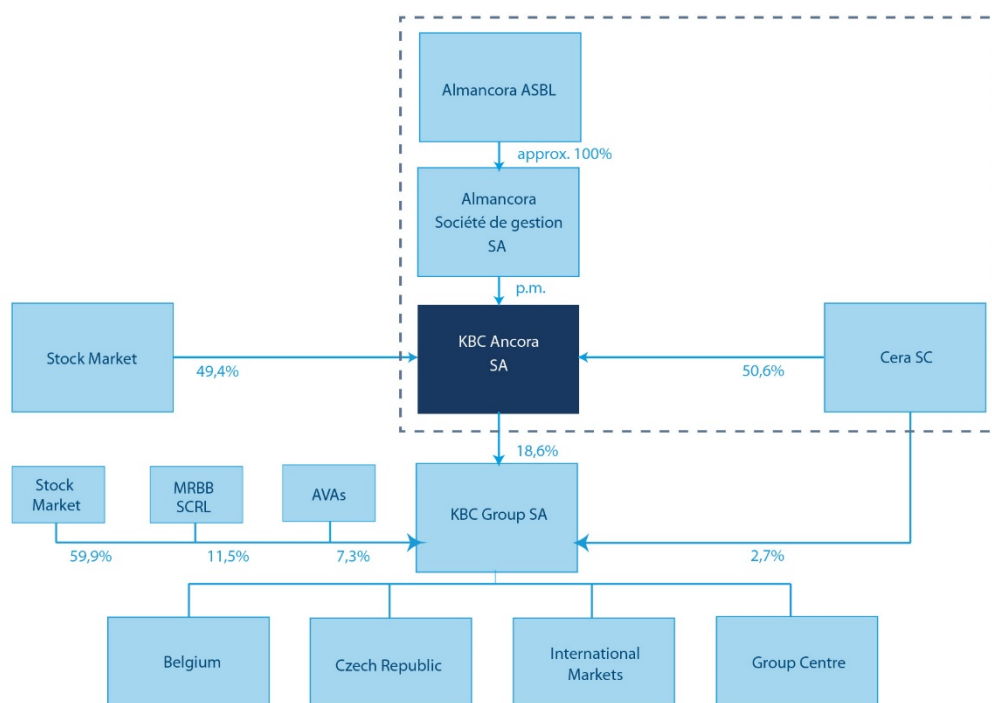 Almancora ASBL
approx. 100%
Almancora
Société de gestion
SA
p.m.
Stock Market
49,4%
KBC Ancora
SA
50,6%
Cera SC
18,6%
Stock
Market
MRBB
SCRL
AVAs
KBC Group SA
59,9%
11,5%
7,3%
2,7%
Belgium
Czech Republic
International
Markets
Group Centre